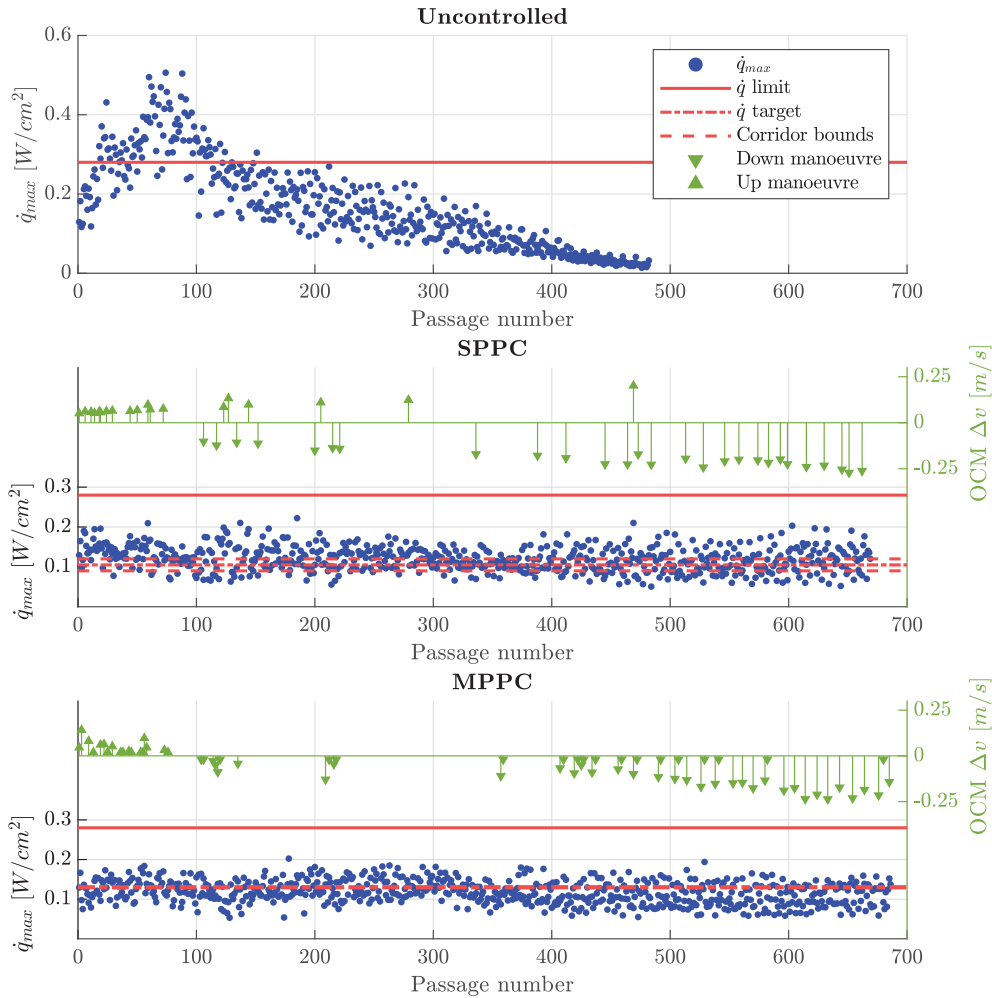 Uncontrolled
0.6
0.4
0.2
0
q̇max [W/cm²]
q̇max
q̇ limit
q̇ target
Corridor bounds
Down manoeuvre
Up manoeuvre
0 100 200 300 400 500 600 700
Passage number
SPPC
0.3
0.2
0.1
q̇max [W/cm²]
0.25
0
-0.25
OCM Δv [m/s]
0 100 200 300 400 500 600 700
Passage number
MPPC
0.3
0.2
0.1
q̇max [W/cm²]
0.25
0
-0.25
OCM Δv [m/s]
0 100 200 300 400 500 600 700
Passage number